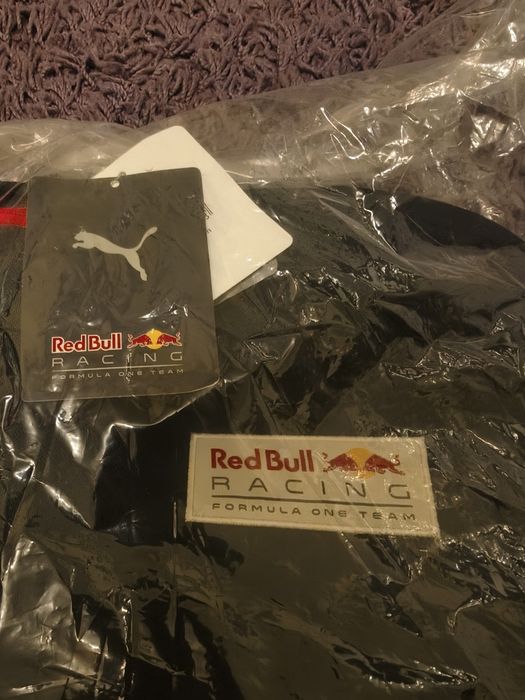 Red Bull
RACING
FORMULA ONE TEAM
Red Bull
RACING
FORMULA ONE TEAM